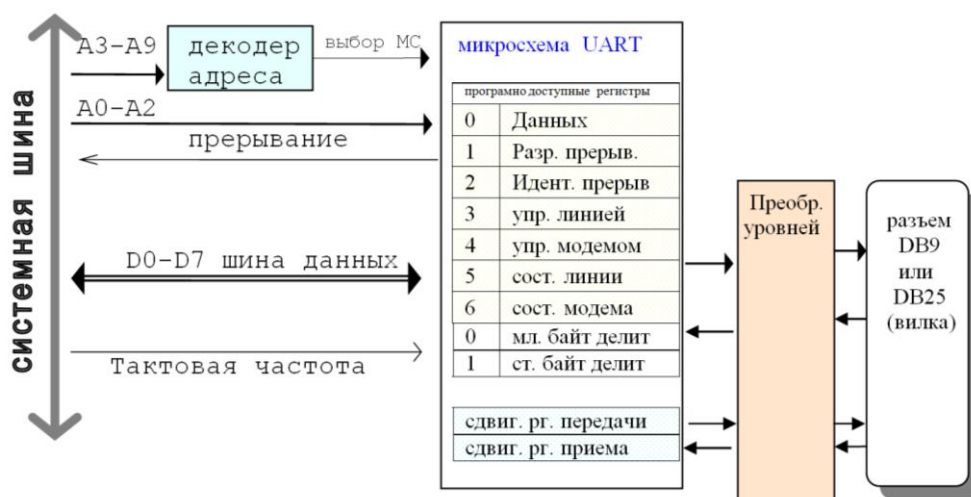 системная шина
A3-A9
декодер
адреса
выбор МС
A0-A2
прерывание
D0-D7 шина данных
Тактовая частота
микросхема UART
програмно доступные регистры
0 Данных
1 Разр. прерыв.
2 Идент. прерыв
3 упр. линией
4 упр. модемом
5 сост. линии
6 сост. модема
0 мл. байт делит
1 ст. байт делит
сдвиг. рг. передачи
сдвиг. рг. приема
Преобр.
уровней
разъем
DB9
или
DB25
(вилка)